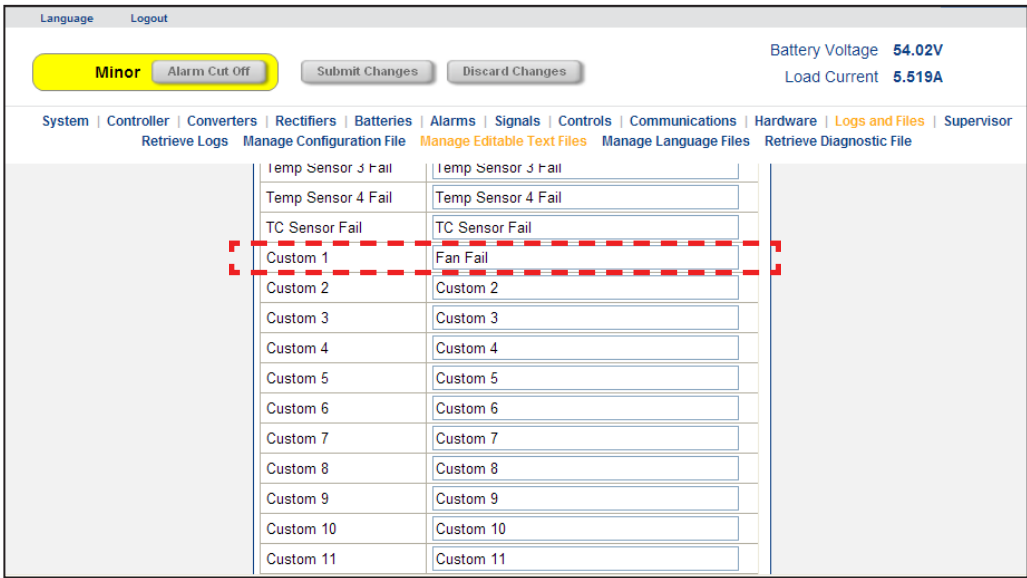 Language Logout
Minor Alarm Cut Off Submit Changes Discard Changes
Battery Voltage 54.02V
Load Current 5.519A
System | Controller | Converters | Rectifiers | Batteries | Alarms | Signals | Controls | Communications | Hardware | Logs and Files | Supervisor
Retrieve Logs Manage Configuration File Manage Editable Text Files Manage Language Files Retrieve Diagnostic File
Temp Sensor 3 Fail Temp Sensor 3 Fail
Temp Sensor 4 Fail Temp Sensor 4 Fail
TC Sensor Fail TC Sensor Fail
Custom 1 Fan Fail
Custom 2 Custom 2
Custom 3 Custom 3
Custom 4 Custom 4
Custom 5 Custom 5
Custom 6 Custom 6
Custom 7 Custom 7
Custom 8 Custom 8
Custom 9 Custom 9
Custom 10 Custom 10
Custom 11 Custom 11